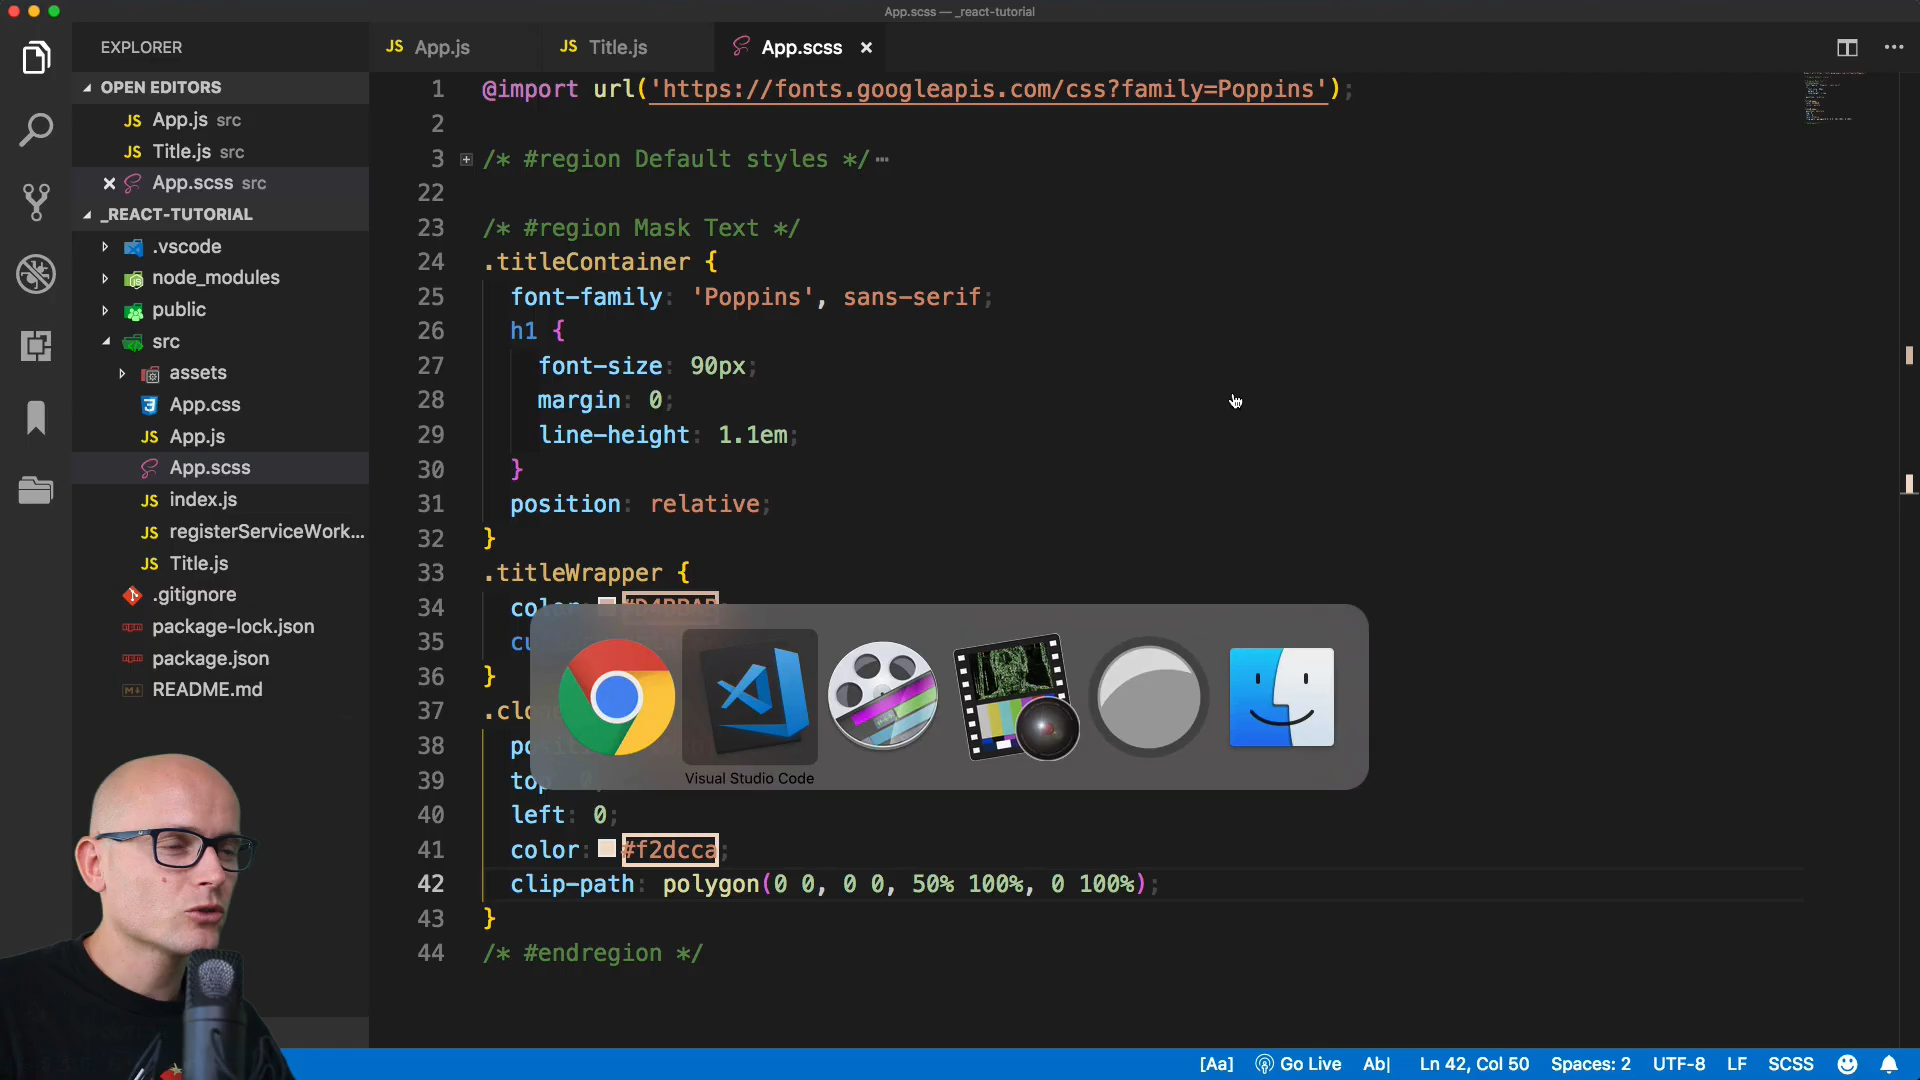 App.scss — _react-tutorial
EXPLORER
OPEN EDITORS
JS App.js src
JS Title.js src
App.scss src
_REACT-TUTORIAL
.vscode
node_modules
public
src
assets
App.css
JS App.js
App.scss
JS index.js
JS registerServiceWork...
JS Title.js
.gitignore
package-lock.json
package.json
README.md
JS App.js
JS Title.js
App.scss
1 @import url('https://fonts.googleapis.com/css?family=Poppins');
2
3 /* #region Default styles */
22
23 /* #region Mask Text */
24 .titleContainer {
25 font-family: 'Poppins', sans-serif;
26 h1 {
27 font-size: 90px;
28 margin: 0;
29 line-height: 1.1em;
30 }
31 position: relative;
32 }
33 .titleWrapper {
34
35
36 }
37
38
39 top: 0;
40 left: 0;
41 color: #f2dcca;
42 clip-path: polygon(0 0, 0 0, 50% 100%, 0 100%);
43 }
44 /* #endregion */
Visual Studio Code
[Aa] Go Live Ab| Ln 42, Col 50 Spaces: 2 UTF-8 LF SCSS